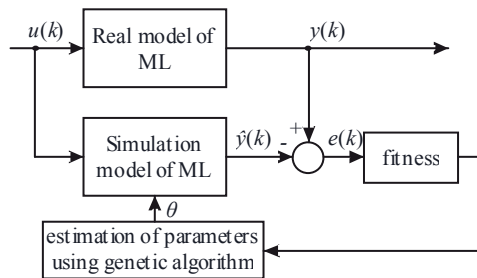 u(k)
Real model of
ML
y(k)
Simulation
model of ML
ŷ(k)
+
-
e(k)
fitness
θ
estimation of parameters
using genetic algorithm